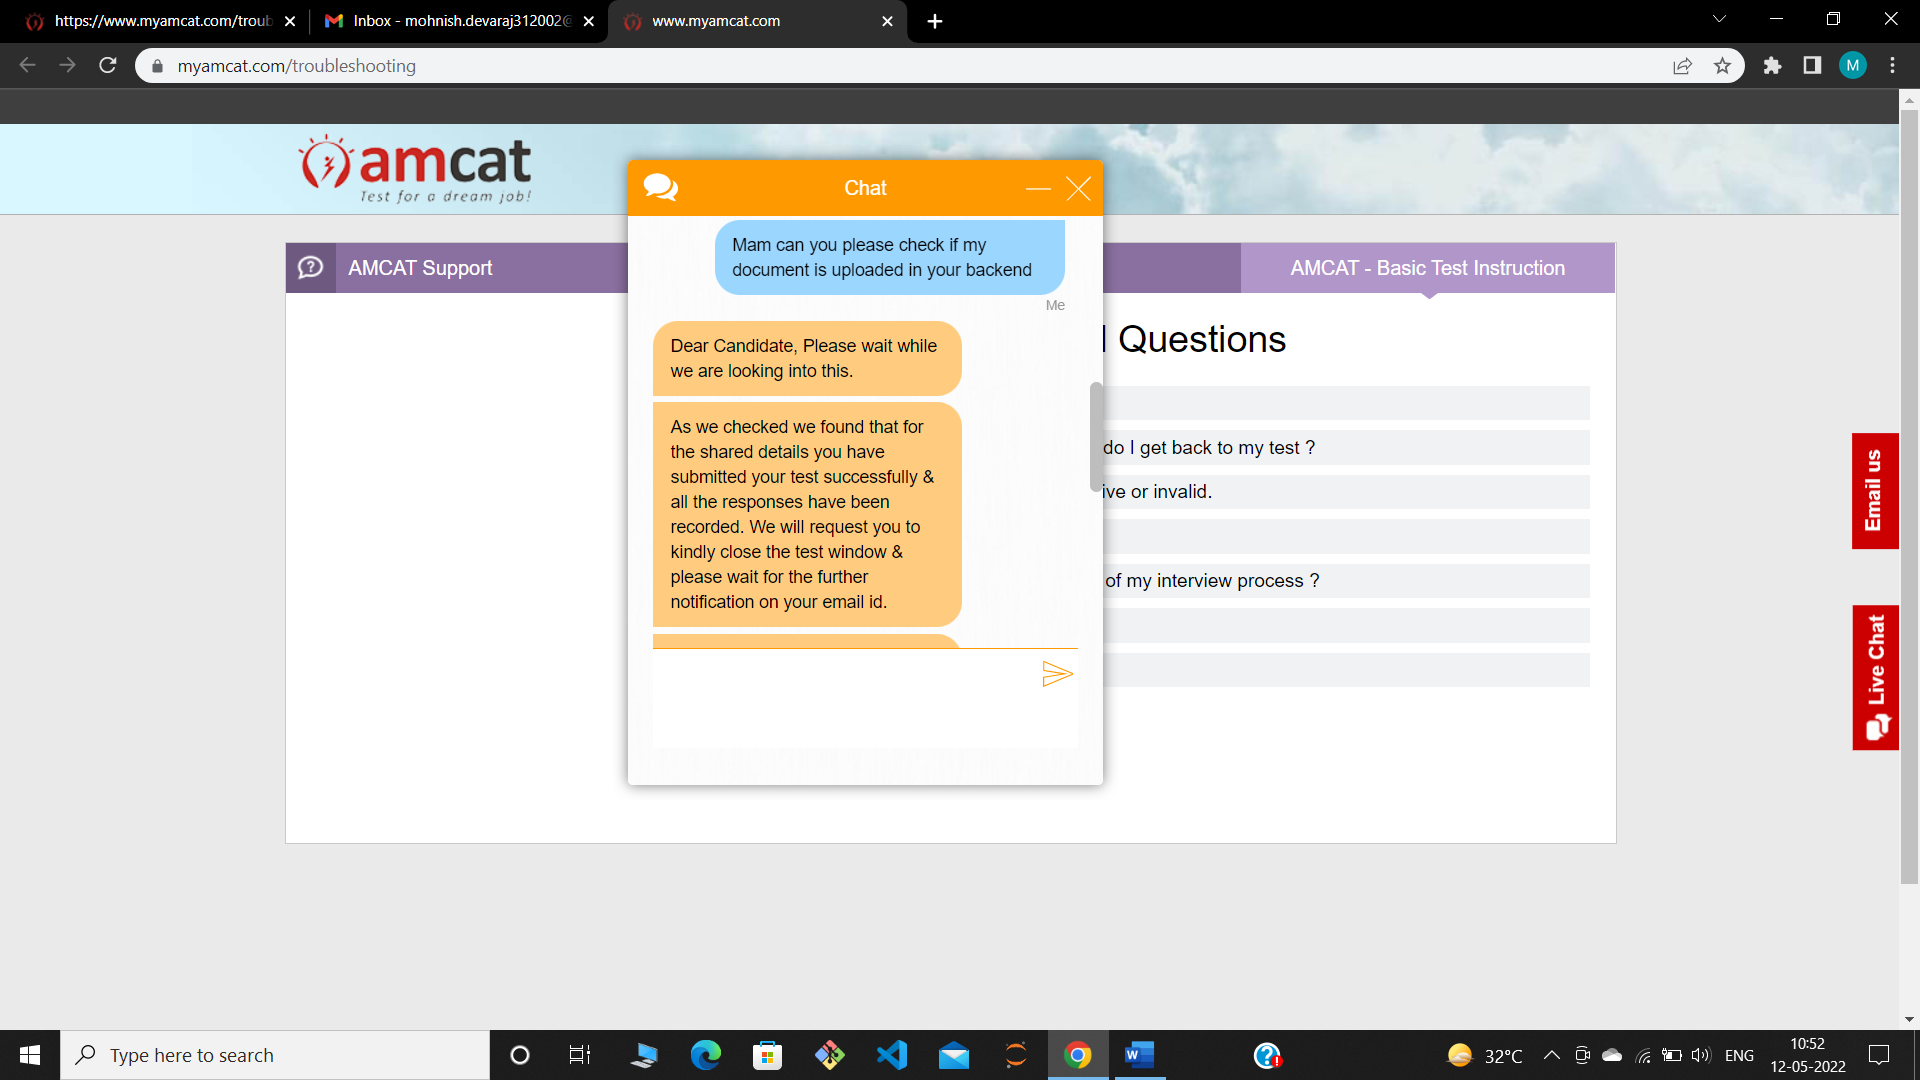 https://www.myamcat.com/troub
Inbox - mohnish.devaraj312002@
www.myamcat.com
myamcat.com/troubleshooting
M
amcat
Test for a dream job!
Chat
AMCAT Support
AMCAT - Basic Test Instruction
Mam can you please check if my
document is uploaded in your backend
Me
Dear Candidate, Please wait while
we are looking into this.
As we checked we found that for
the shared details you have
submitted your test successfully &
all the responses have been
recorded. We will request you to
kindly close the test window &
please wait for the further
notification on your email id.
Questions
do I get back to my test ?
ive or invalid.
of my interview process ?
Email us
Live Chat
Type here to search
W
32°C
ENG
10:52
12-05-2022